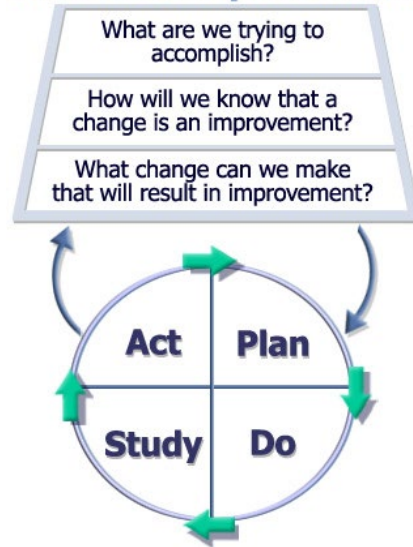 What are we trying to
accomplish?
How will we know that a
change is an improvement?
What change can we make
that will result in improvement?
Act
Plan
Study
Do